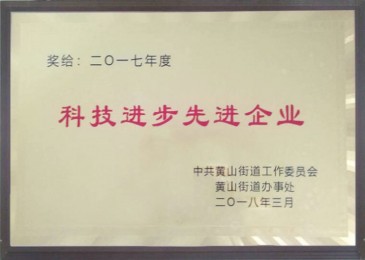 奖给：二〇一七年度
科技进步先进企业
中共黄山街道工作委员会
黄山街道办事处
二〇一八年三月